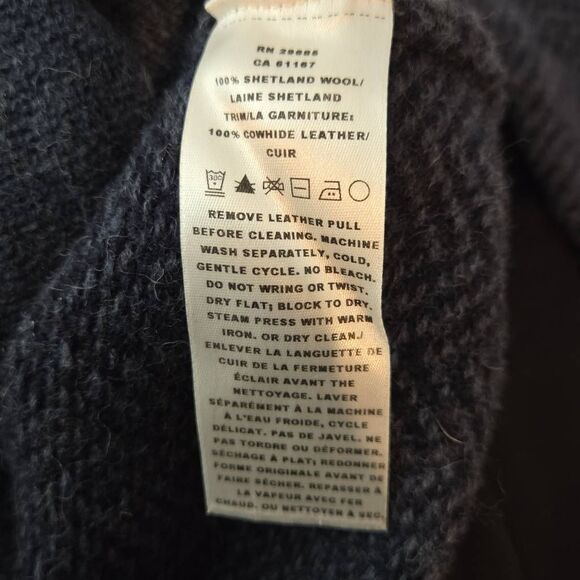 RN 29665
CA 61167
100% SHETLAND WOOL/
LAINE SHETLAND
TRIM/LA GARNITURE:
100% COWHIDE LEATHER/
CUIR
30C
REMOVE LEATHER PULL
BEFORE CLEANING. MACHINE
WASH SEPARATELY, COLD,
GENTLE CYCLE. NO BLEACH.
DO NOT WRING OR TWIST.
DRY FLAT; BLOCK TO DRY.
STEAM PRESS WITH WARM
IRON. OR DRY CLEAN./
ENLEVER LA LANGUETTE DE
CUIR DE LA FERMETURE
ÉCLAIR AVANT THE
NETTOYAGE. LAVER
SÉPARÉMENT À LA MACHINE
À L'EAU FROIDE, CYCLE
DÉLICAT. PAS DE JAVEL. NE
PAS TORDRE OU DÉFORMER.
SÉCHAGE À PLAT; REDONNER
FORME ORIGINALE AVANT DE
FAIRE SÉCHER. REPASSER À
LA VAPEUR AVEC FER
CHAUD. OU NETTOYER À SEC.